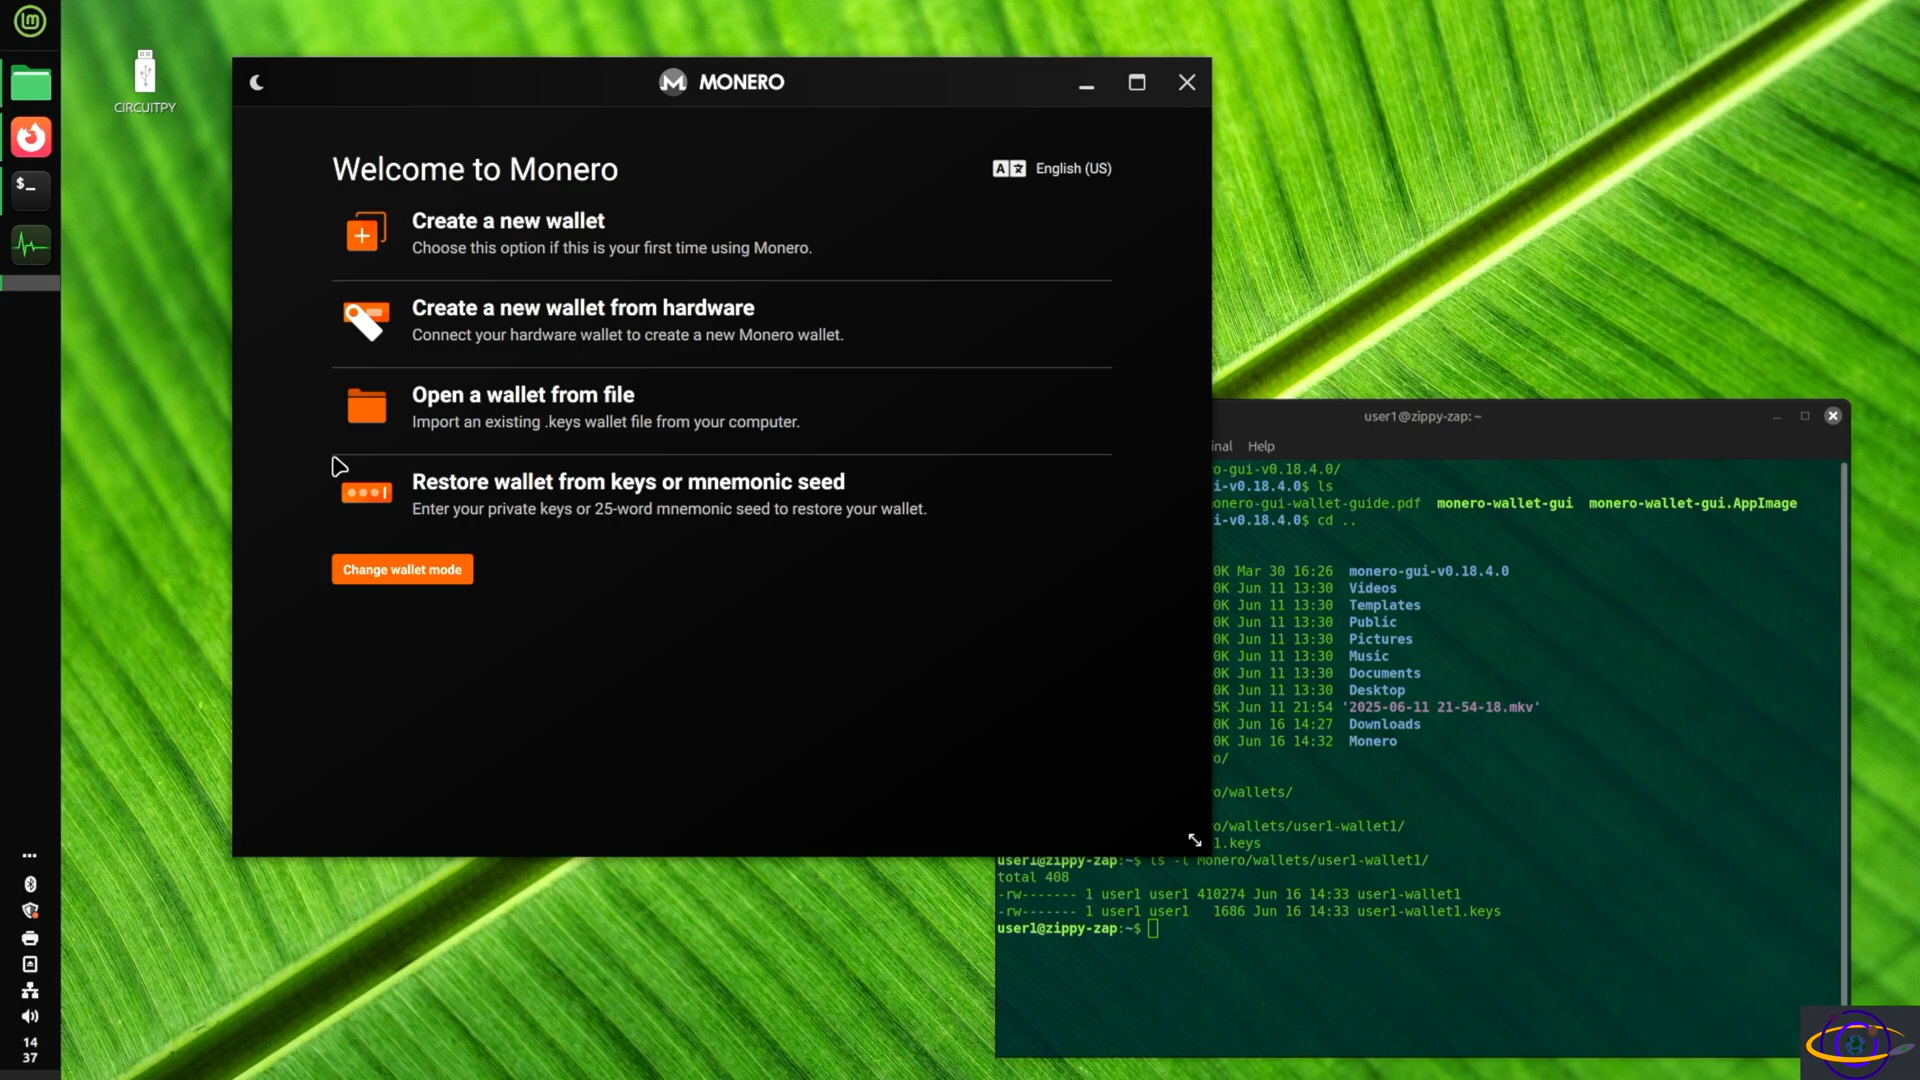 CIRCUITPY
MONERO
Welcome to Monero
English (US)
Create a new wallet
Choose this option if this is your first time using Monero.
Create a new wallet from hardware
Connect your hardware wallet to create a new Monero wallet.
Open a wallet from file
Import an existing .keys wallet file from your computer.
Restore wallet from keys or mnemonic seed
Enter your private keys or 25-word mnemonic seed to restore your wallet.
Change wallet mode
user1@zippy-zap: ~
inal Help
o-gui-v0.18.4.0/
i-v0.18.4.0$ ls
onero-gui-wallet-guide.pdf monero-wallet-gui monero-wallet-gui.AppImage
i-v0.18.4.0$ cd ..
0K Mar 30 16:26 monero-gui-v0.18.4.0
0K Jun 11 13:30 Videos
0K Jun 11 13:30 Templates
0K Jun 11 13:30 Public
0K Jun 11 13:30 Pictures
0K Jun 11 13:30 Music
0K Jun 11 13:30 Documents
0K Jun 11 13:30 Desktop
5K Jun 11 21:54 '2025-06-11 21-54-18.mkv'
0K Jun 16 14:27 Downloads
0K Jun 16 14:32 Monero
o/
o/wallets/
o/wallets/user1-wallet1/
1.keys
user1@zippy-zap:~$ ls -l Monero/wallets/user1-wallet1/
total 408
-rw------- 1 user1 user1 410274 Jun 16 14:33 user1-wallet1
-rw------- 1 user1 user1 1686 Jun 16 14:33 user1-wallet1.keys
user1@zippy-zap:~$
14
37